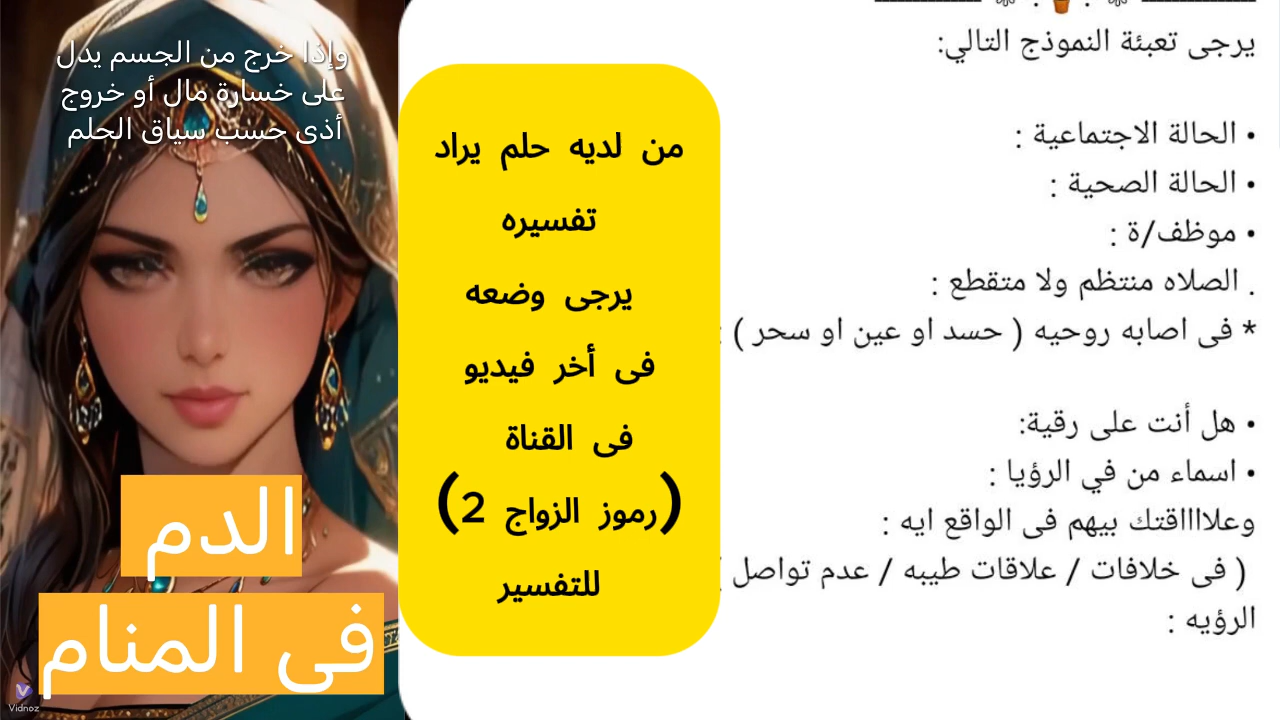 وإذا خرج من الجسم يدل
على خسارة مال أو خروج
أذى حسب سياق الحلم
الدم
فى المنام
Vidnoz
من لديه حلم يراد
تفسيره
يرجى وضعه
فى أخر فيديو
فى القناة
(رموز الزواج 2)
للتفسير
يرجى تعبئة النموذج التالي:
• الحالة الاجتماعية :
• الحالة الصحية :
• موظف/ة :
. الصلاه منتظم ولا متقطع :
* فى اصابه روحيه ( حسد او عين او سحر ) :
• هل أنت على رقية:
• اسماء من في الرؤيا :
وعلااااقتك بيهم فى الواقع ايه :
( فى خلافات / علاقات طيبه / عدم تواصل )
الرؤيه :